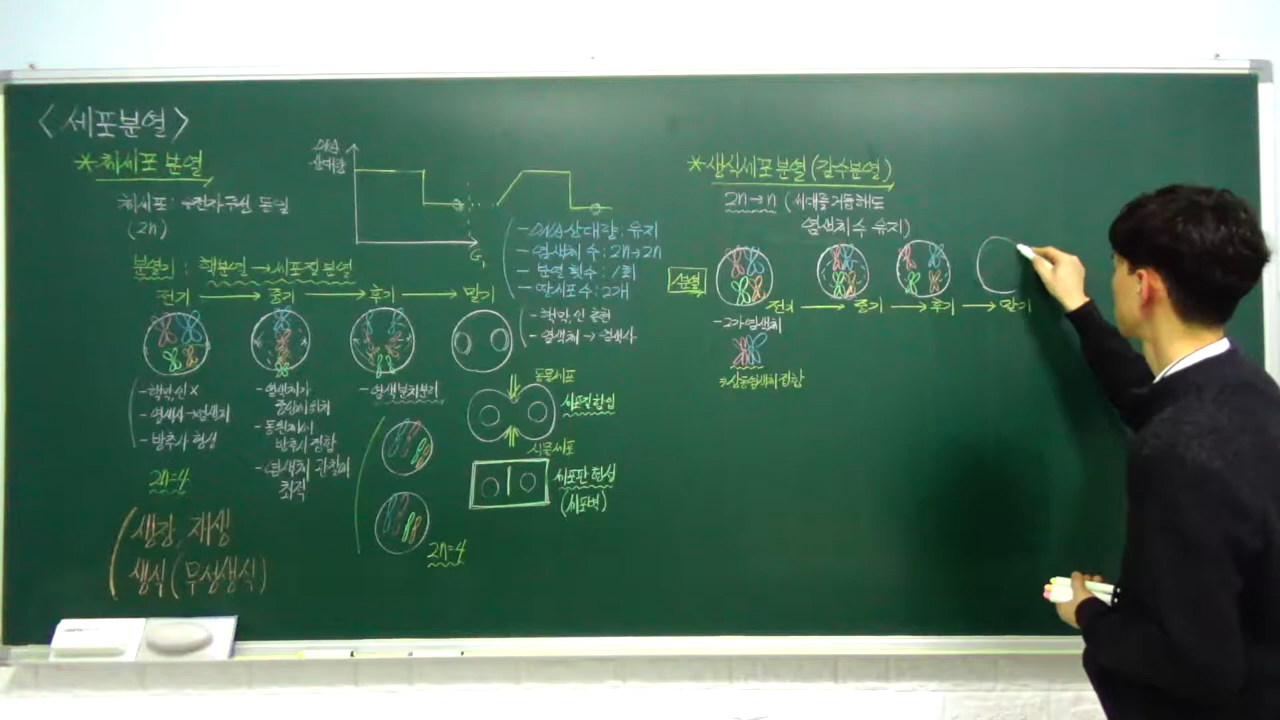 <세포분열>
*체세포 분열
체세포 : 유전자 구성 동일
(2n)
DNA
상대량
G₁
- DNA상대량 : 유지
- 염색체 수 : 2n→2n
- 분열 횟수 : 1회
- 딸세포 수 : 2개
분열기 : 핵분열 → 세포질 분열
전기 → 중기 → 후기 → 말기
- 핵막, 인 출현
- 염색체 → 염색사
- 핵막, 인 X
- 염색사→염색체
- 방추사 형성
2n=4
- 염색체가
중앙에 위치
- 동원체에
방추사 결합
- 염색체 관찰에
최적
- 염색분체분리
2n=4
동물세포
세포질함입
식물세포
세포판 형성
(세포벽)
생장, 재생
생식(무성생식)
*생식세포 분열(감수분열)
2n→n (세대를 거듭해도
염색체 수 유지)
1분열
전기 → 중기 → 후기 → 말기
- 2가 염색체
상동염색체 접합